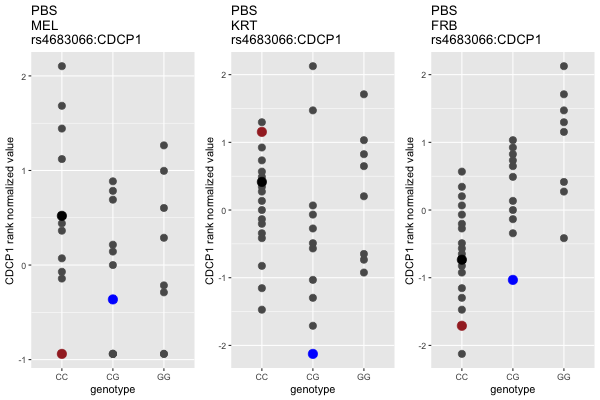 PBS
MEL
rs4683066:CDCP1
CDCP1 rank normalized value
2
1
0
-1
CC
CG
GG
genotype
PBS
KRT
rs4683066:CDCP1
CDCP1 rank normalized value
2
1
0
-1
-2
CC
CG
GG
genotype
PBS
FRB
rs4683066:CDCP1
CDCP1 rank normalized value
2
1
0
-1
-2
CC
CG
GG
genotype